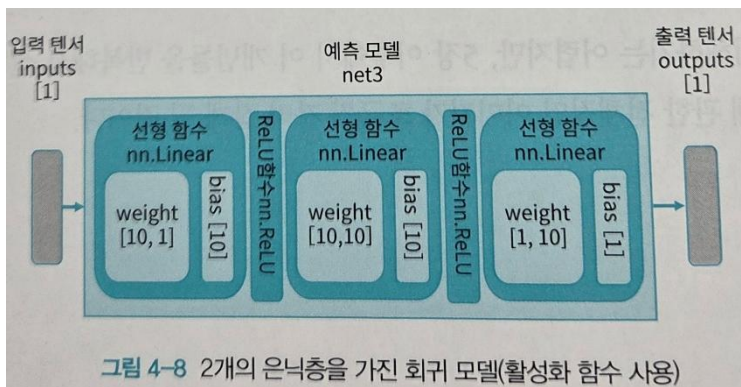 입력 텐서
inputs
[1]
예측 모델
net3
출력 텐서
outputs
[1]
선형 함수
nn.Linear
weight
[10, 1]
bias [10]
ReLU함수nn.ReLU
선형 함수
nn.Linear
weight
[10,10]
bias [10]
ReLU함수nn.ReLU
선형 함수
nn.Linear
weight
[1, 10]
bias [1]
그림 4-8 2개의 은닉층을 가진 회귀 모델(활성화 함수 사용)